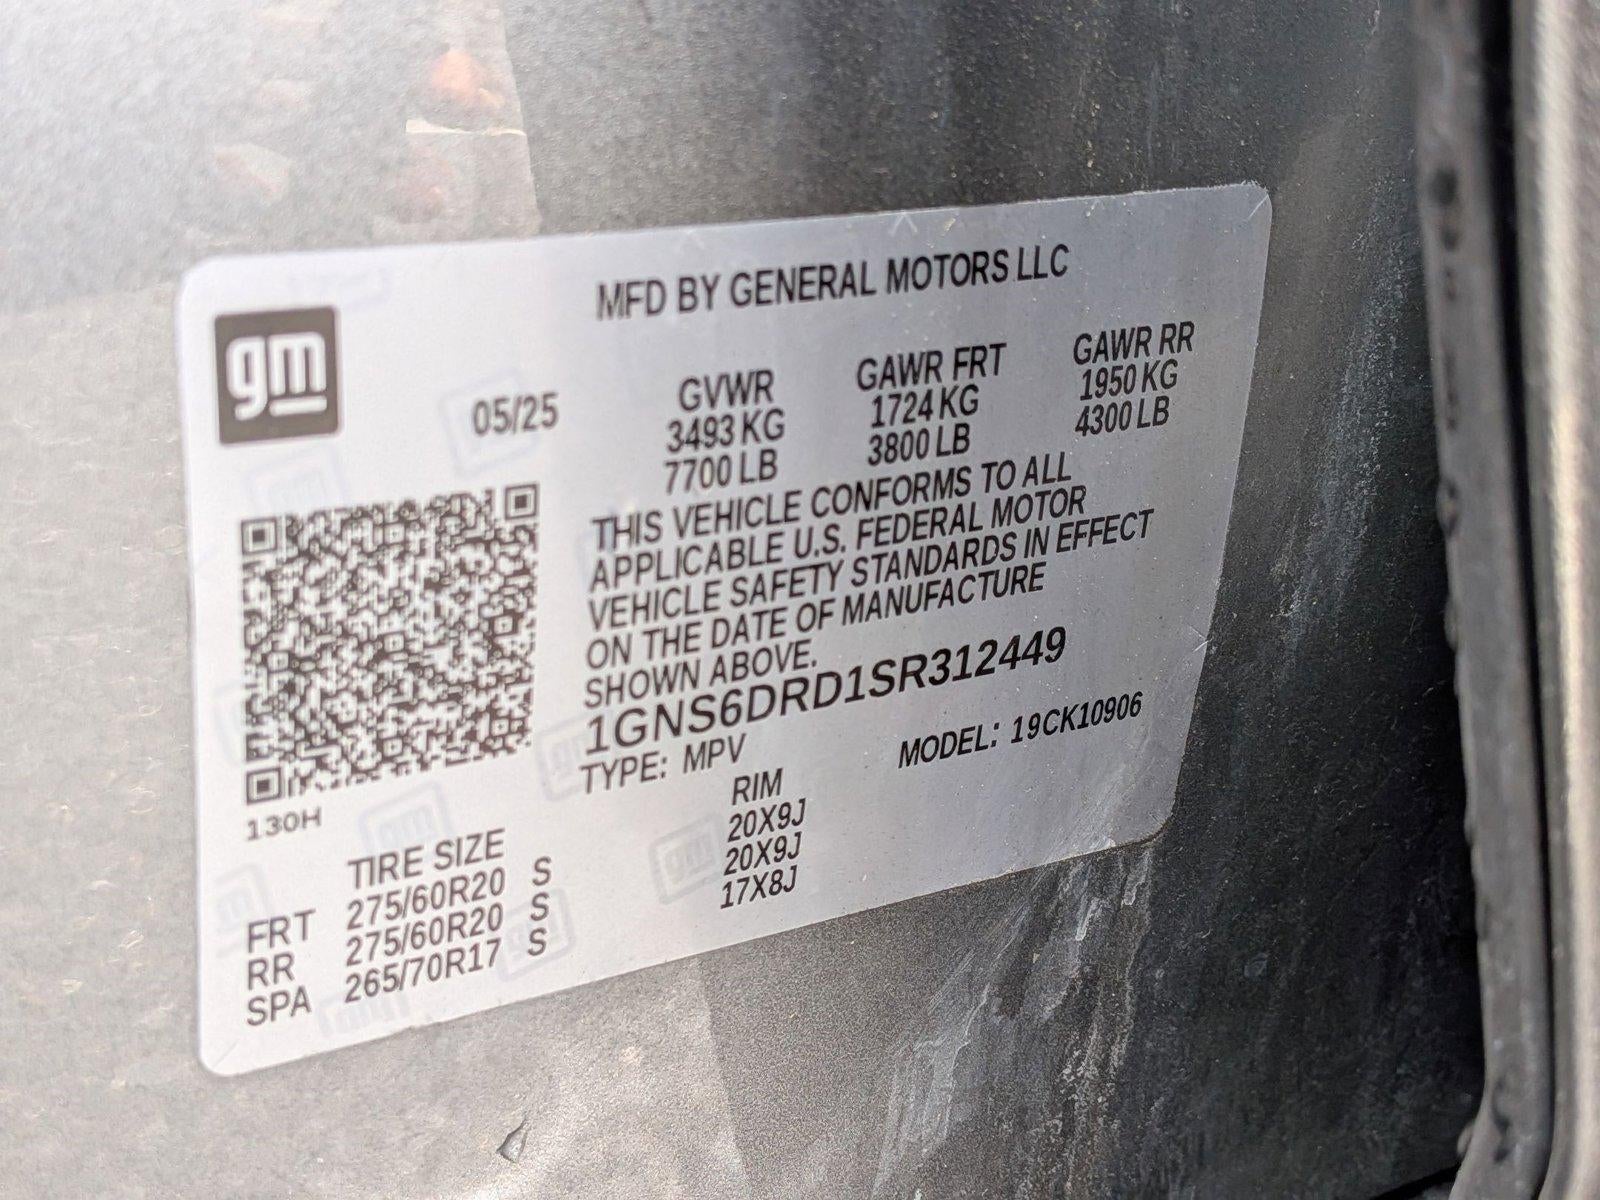 MFD BY GENERAL MOTORS LLC
gm
05/25
GVWR GAWR FRT GAWR RR
3493 KG 1724 KG 1950 KG
7700 LB 3800 LB 4300 LB
THIS VEHICLE CONFORMS TO ALL
APPLICABLE U.S. FEDERAL MOTOR
VEHICLE SAFETY STANDARDS IN EFFECT
ON THE DATE OF MANUFACTURE
SHOWN ABOVE.
1GNS6DRD1SR312449
TYPE: MPV MODEL: 19CK10906
130H
TIRE SIZE RIM
FRT 275/60R20 S 20X9J
RR 275/60R20 S 20X9J
SPA 265/70R17 S 17X8J